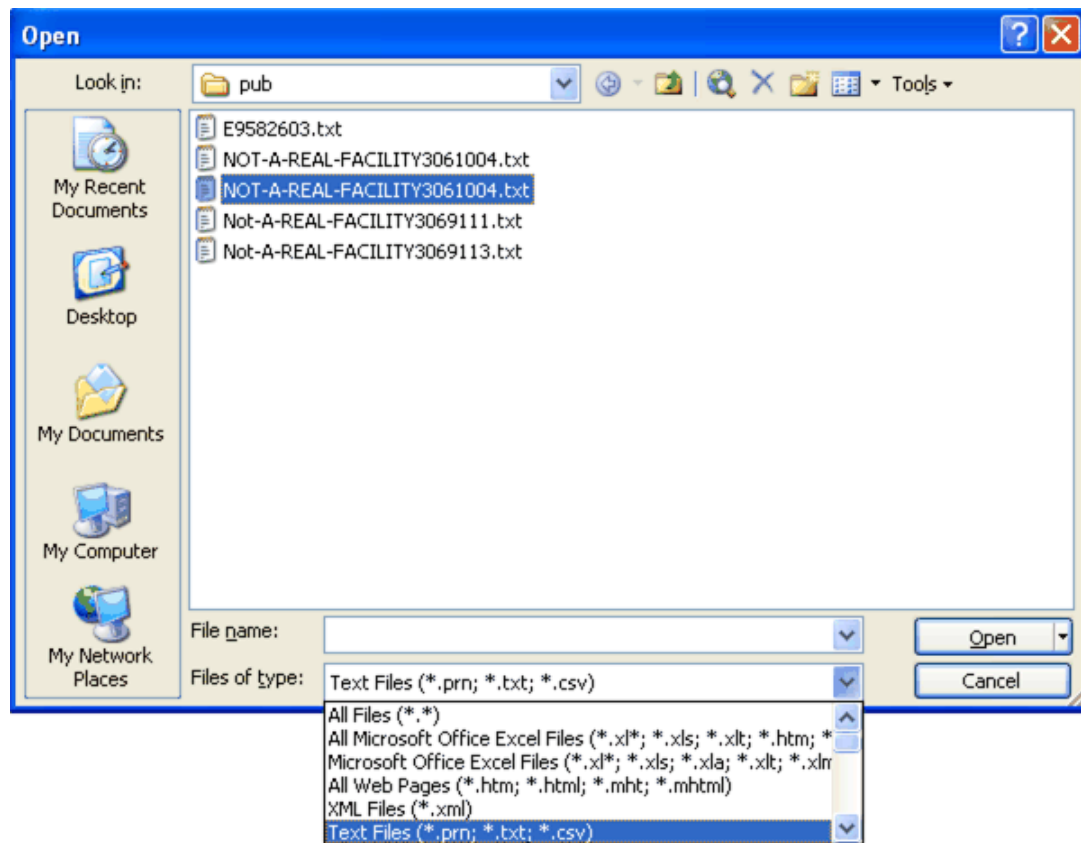 Open
Look in:
pub
Tools
My Recent
Documents
Desktop
My Documents
My Computer
My Network
Places
E9582603.txt
NOT-A-REAL-FACILITY3061004.txt
NOT-A-REAL-FACILITY3061004.txt
Not-A-REAL-FACILITY3069111.txt
Not-A-REAL-FACILITY3069113.txt
File name:
Open
Files of type:
Text Files (*.prn; *.txt; *.csv)
Cancel
All Files (*.*)
All Microsoft Office Excel Files (*.xl*; *.xls; *.xlt; *.htm; *
Microsoft Office Excel Files (*.xl*; *.xls; *.xla; *.xlt; *.xlm
All Web Pages (*.htm; *.html; *.mht; *.mhtml)
XML Files (*.xml)
Text Files (*.prn; *.txt; *.csv)